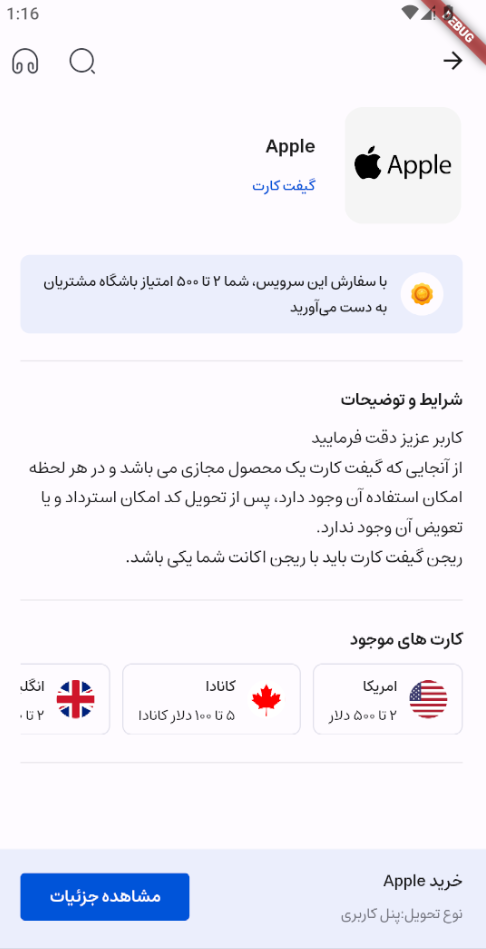 1:16
DEBUG
Apple
Apple
گیفت کارت
با سفارش این سرویس، شما ۲ تا ۵۰۰ امتیاز باشگاه مشتریان
به دست می‌آورید
شرایط و توضیحات
کاربر عزیز دقت فرمایید
از آنجایی که گیفت کارت یک محصول مجازی می باشد و در هر لحظه
امکان استفاده آن وجود دارد، پس از تحویل کد امکان استرداد و یا
تعویض آن وجود ندارد.
ریجن گیفت کارت باید با ریجن اکانت شما یکی باشد.
کارت های موجود
امریکا
۲ تا ۵۰۰ دلار
کانادا
۵ تا ۱۰۰ دلار کانادا
۲ تا
خرید Apple
نوع تحویل:پنل کاربری
مشاهده جزئیات